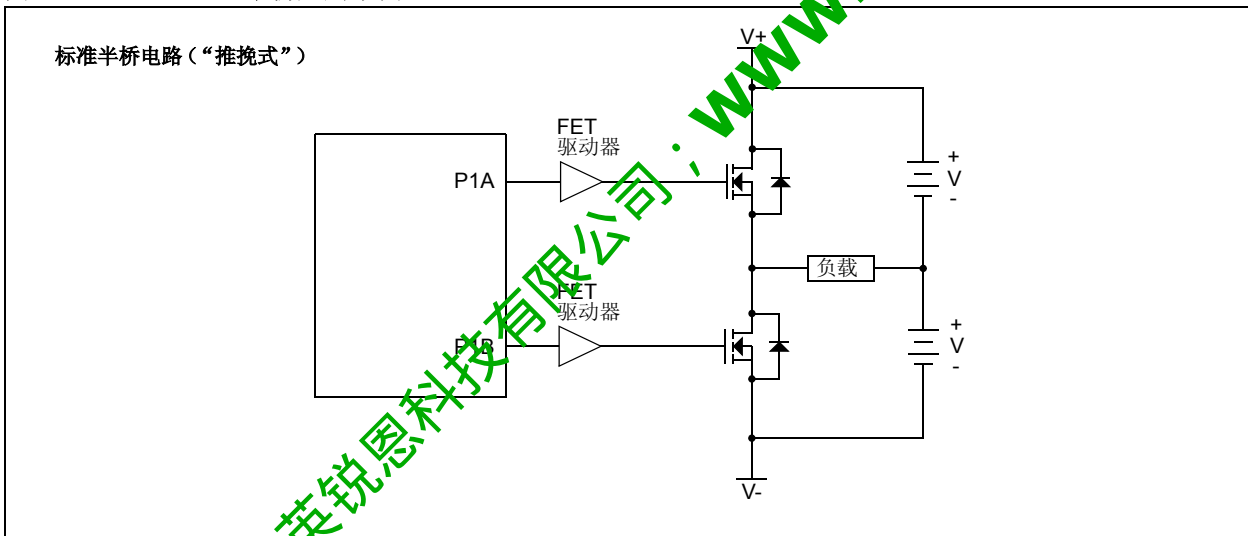 标准半桥电路（“推挽式”）
V+
FET
驱动器
P1A
+
V
-
负载
FET
驱动器
P1B
+
V
-
V-
英锐恩科技有限公司：www